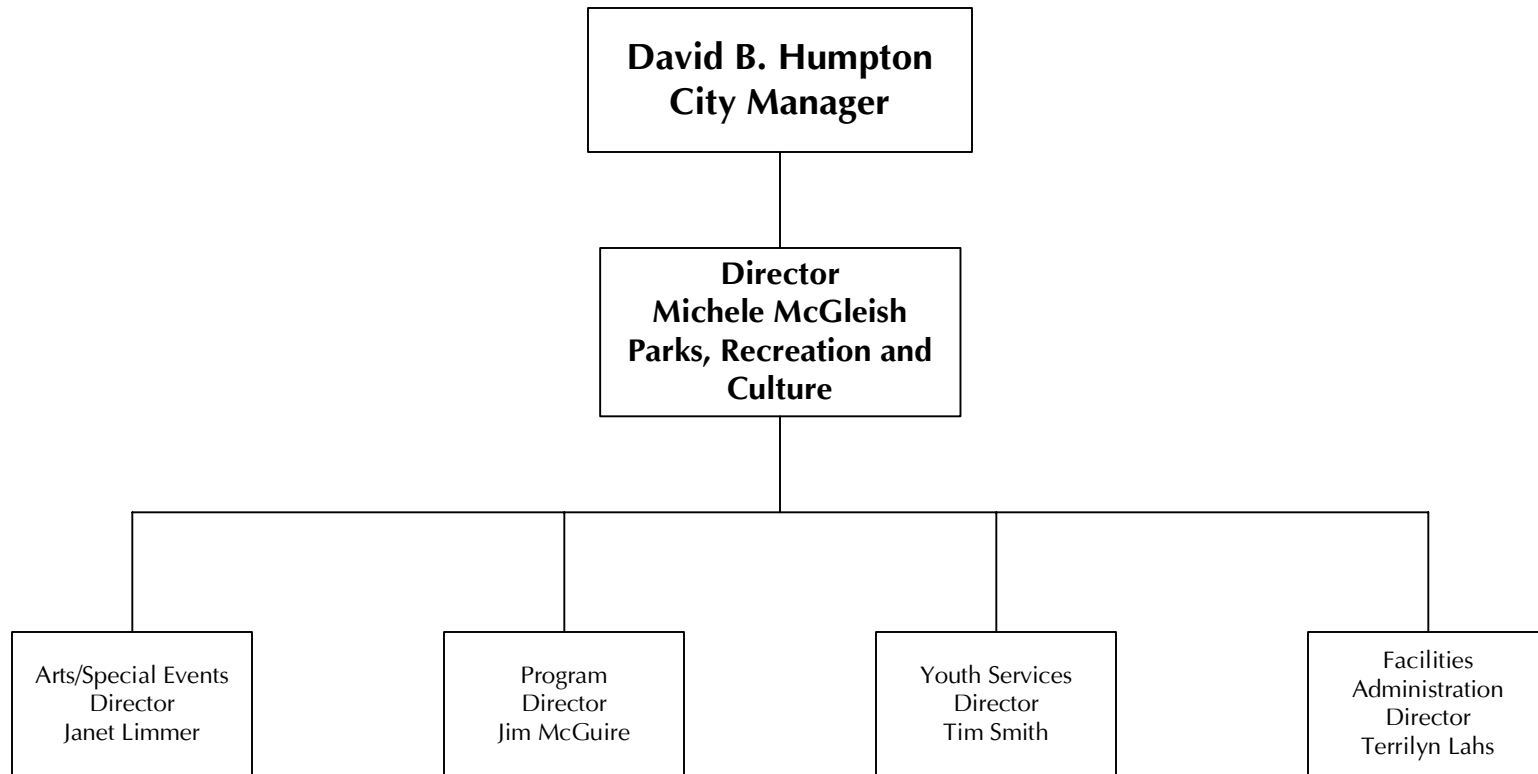 David B. Humpton
City Manager
Director
Michele McGleish
Parks, Recreation and
Culture
Arts/Special Events
Director
Janet Limmer
Program
Director
Jim McGuire
Youth Services
Director
Tim Smith
Facilities
Administration
Director
Terrilyn Lahs